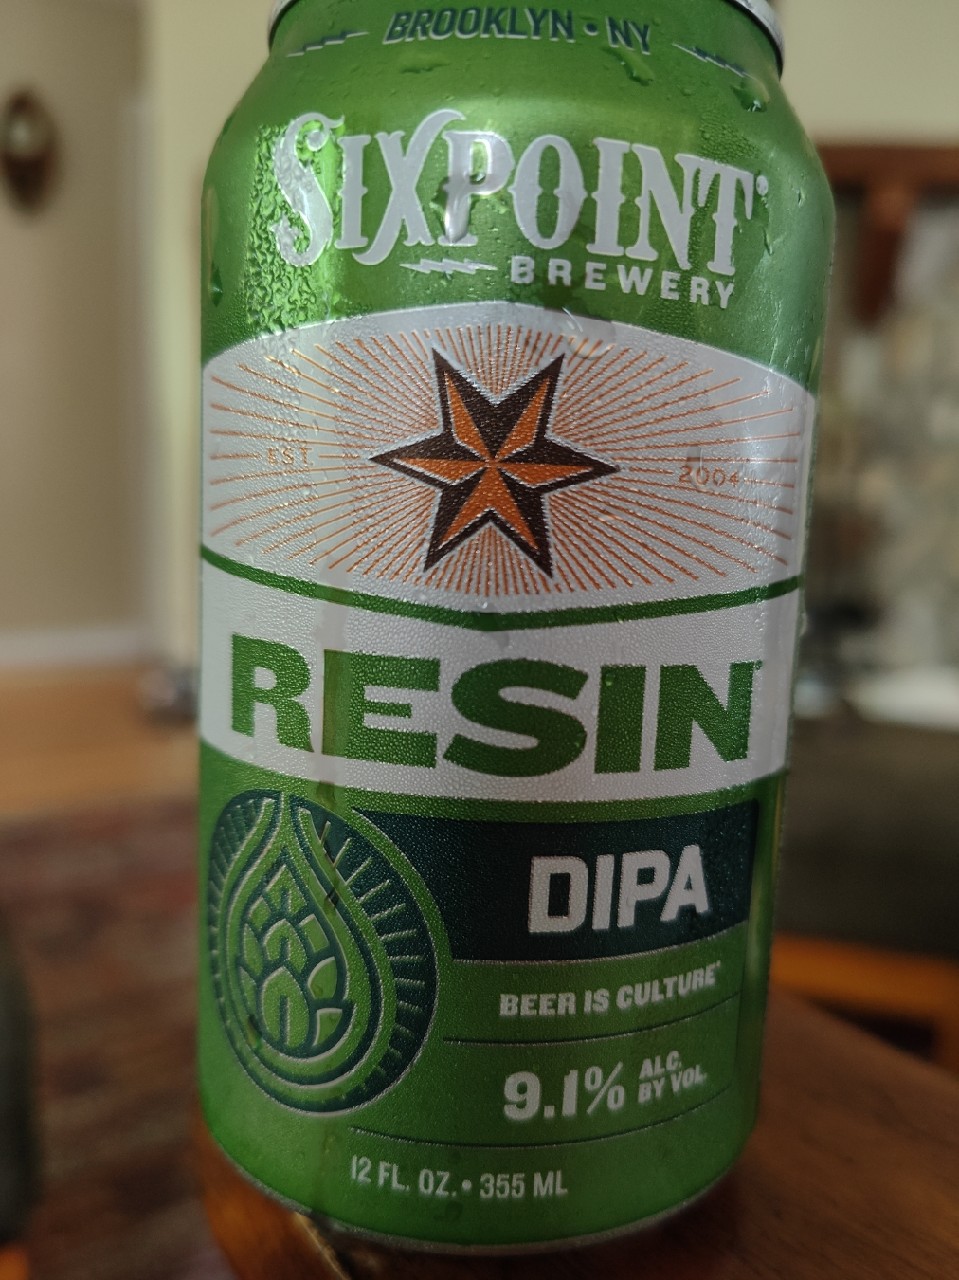 BROOKLYN • NY
SIXPOINT®
BREWERY
EST 2004
RESIN®
DIPA
BEER IS CULTURE®
9.1% ALC. BY VOL.
12 FL. OZ. • 355 ML